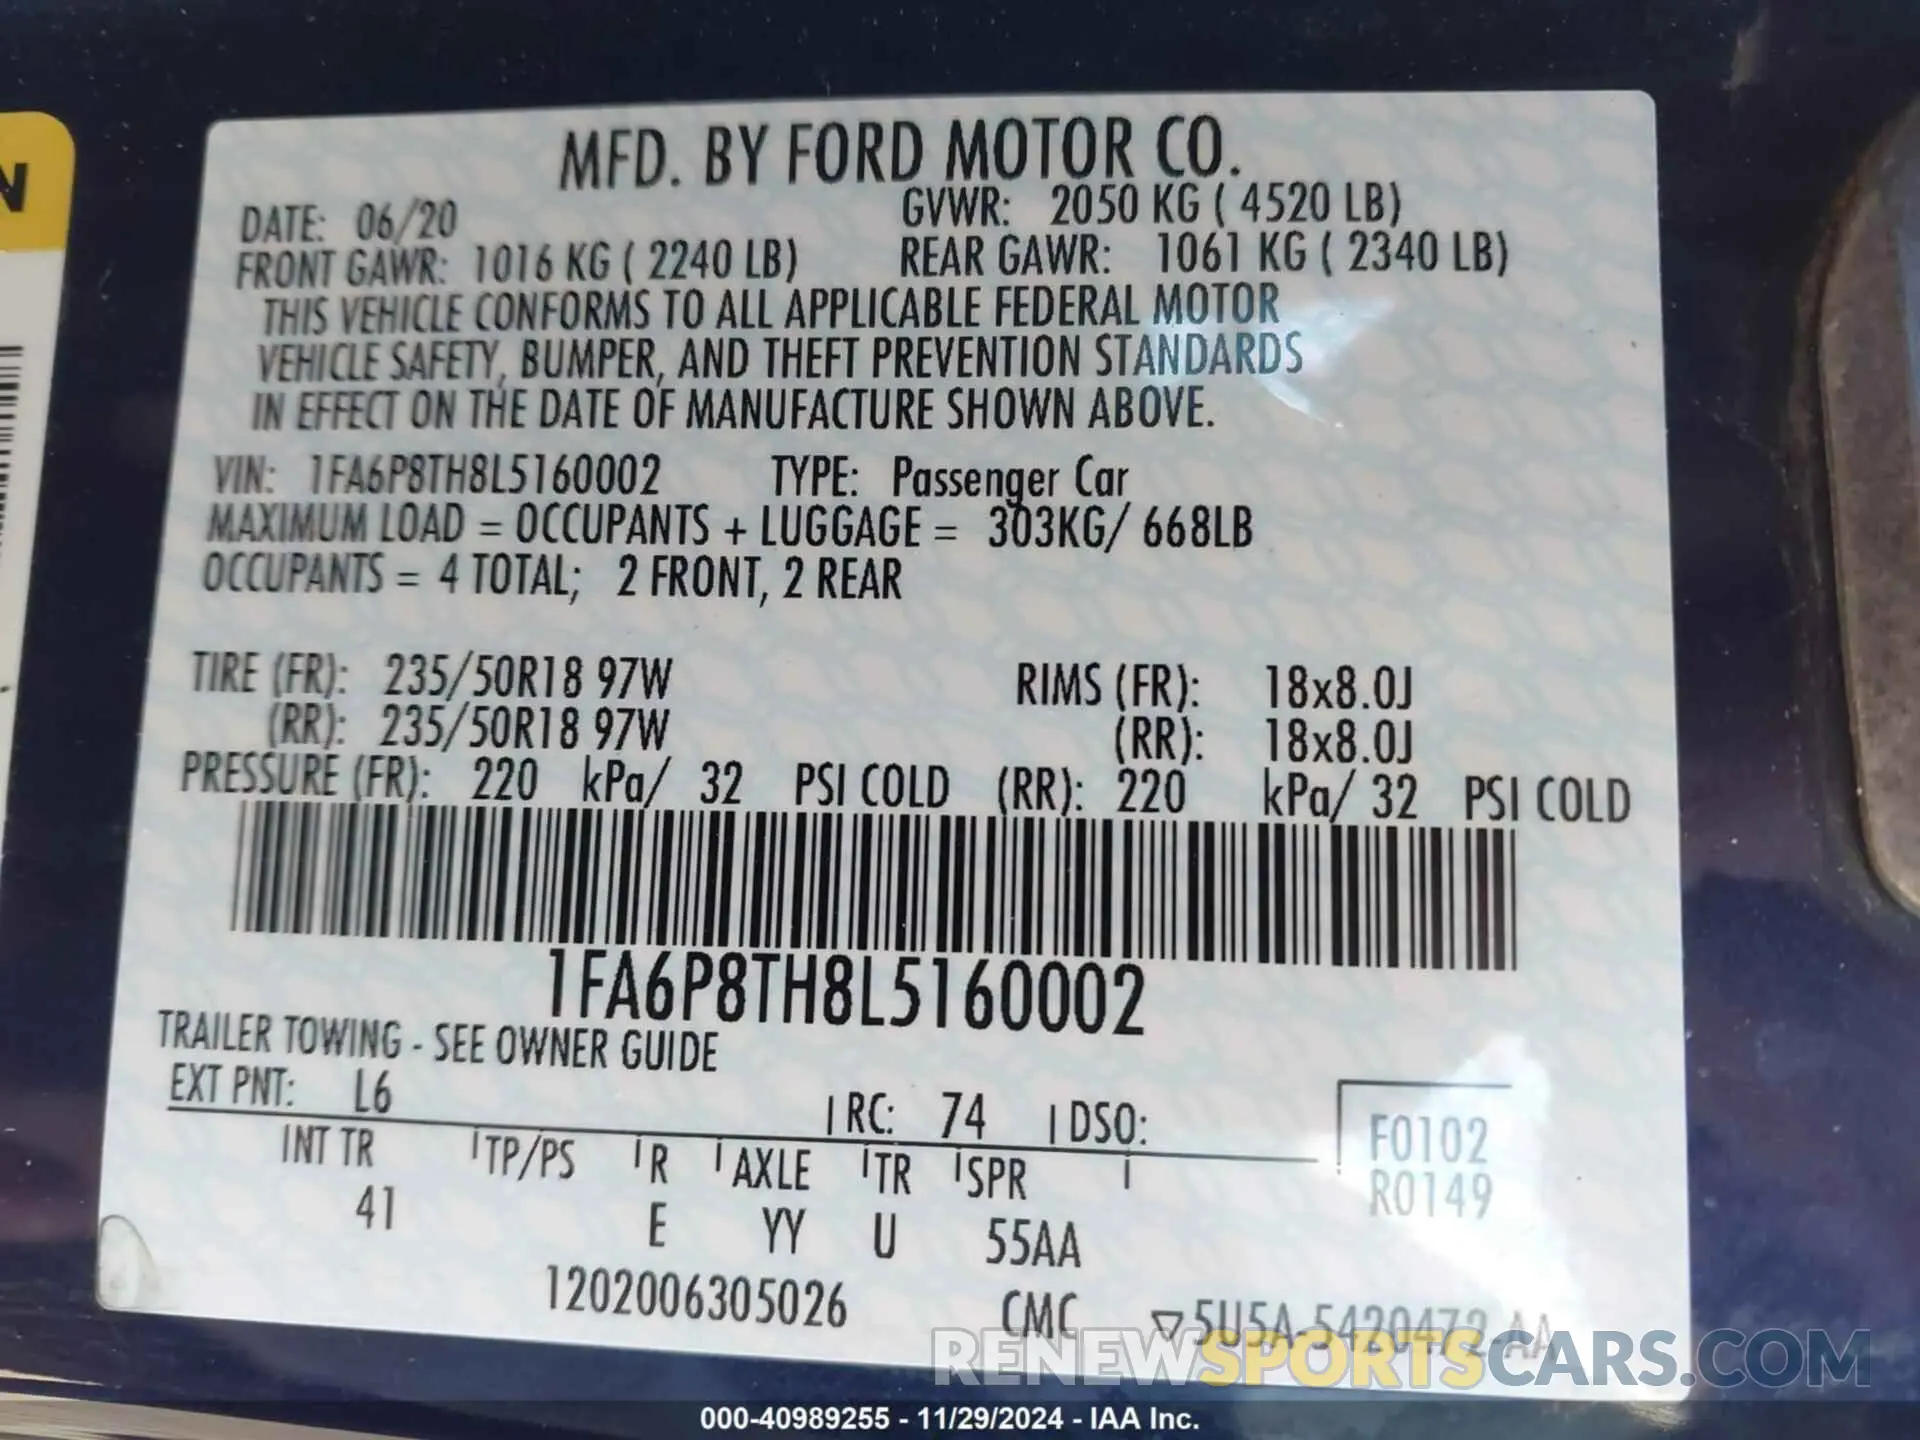 N
MFD. BY FORD MOTOR CO.
DATE: 06/20 GVWR: 2050 KG ( 4520 LB)
FRONT GAWR: 1016 KG ( 2240 LB) REAR GAWR: 1061 KG ( 2340 LB)
THIS VEHICLE CONFORMS TO ALL APPLICABLE FEDERAL MOTOR
VEHICLE SAFETY, BUMPER, AND THEFT PREVENTION STANDARDS
IN EFFECT ON THE DATE OF MANUFACTURE SHOWN ABOVE.
VIN: 1FA6P8TH8L5160002 TYPE: Passenger Car
MAXIMUM LOAD = OCCUPANTS + LUGGAGE = 303KG/ 668LB
OCCUPANTS = 4 TOTAL; 2 FRONT, 2 REAR
TIRE (FR): 235/50R18 97W RIMS (FR): 18x8.0J
(RR): 235/50R18 97W (RR): 18x8.0J
PRESSURE (FR): 220 kPa/ 32 PSI COLD (RR): 220 kPa/ 32 PSI COLD
1FA6P8TH8L5160002
TRAILER TOWING - SEE OWNER GUIDE
EXT PNT: L6 RC: 74 DSO:
F0102
R0149
INT TR TP/PS R AXLE TR SPR
41 E YY U 55AA
1202006305026 CMC ▽5U5A-5420472-AA
RENEWSPORTSCARS.COM
000-40989255 - 11/29/2024 - IAA Inc.